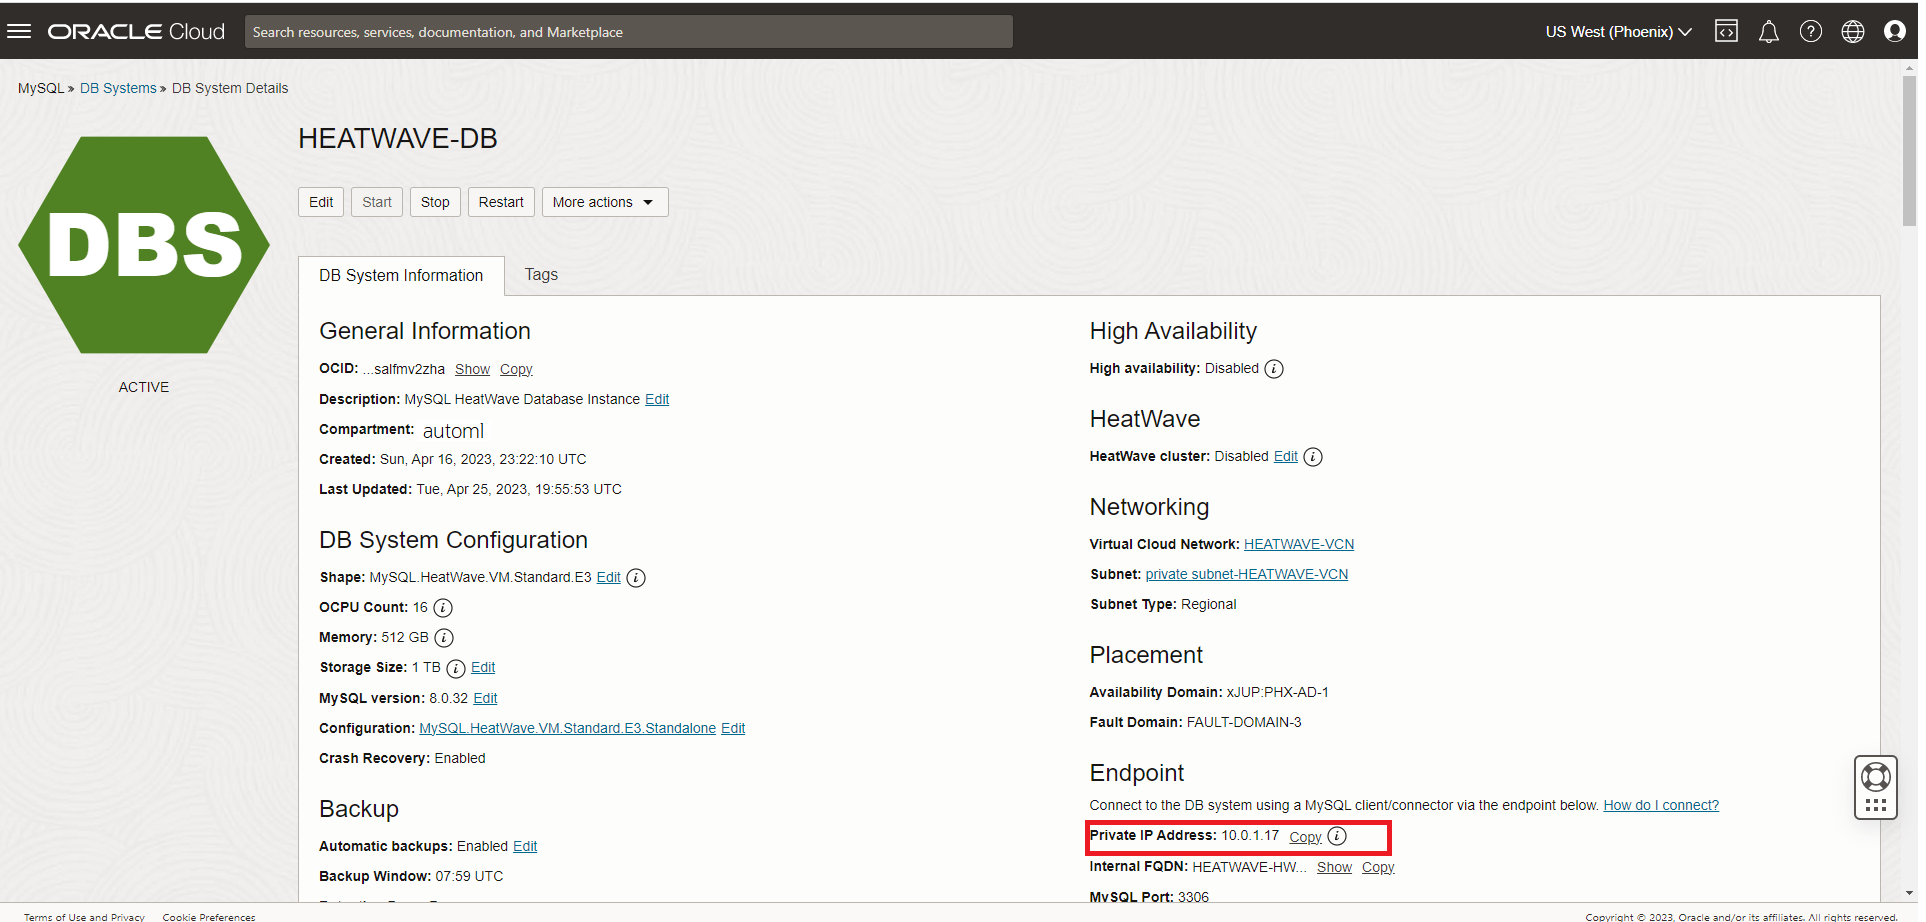 ORACLE Cloud
Search resources, services, documentation, and Marketplace
US West (Phoenix)
MySQL » DB Systems » DB System Details
DBS
ACTIVE
HEATWAVE-DB
Edit
Start
Stop
Restart
More actions
DB System Information
Tags
General Information
OCID: ...salfmv2zha Show Copy
Description: MySQL HeatWave Database Instance Edit
Compartment: automl
Created: Sun, Apr 16, 2023, 23:22:10 UTC
Last Updated: Tue, Apr 25, 2023, 19:55:53 UTC
DB System Configuration
Shape: MySQL.HeatWave.VM.Standard.E3 Edit
OCPU Count: 16
Memory: 512 GB
Storage Size: 1 TB Edit
MySQL version: 8.0.32 Edit
Configuration: MySQL.HeatWave.VM.Standard.E3.Standalone Edit
Crash Recovery: Enabled
Backup
Automatic backups: Enabled Edit
Backup Window: 07:59 UTC
High Availability
High availability: Disabled
HeatWave
HeatWave cluster: Disabled Edit
Networking
Virtual Cloud Network: HEATWAVE-VCN
Subnet: private subnet-HEATWAVE-VCN
Subnet Type: Regional
Placement
Availability Domain: xJUP:PHX-AD-1
Fault Domain: FAULT-DOMAIN-3
Endpoint
Connect to the DB system using a MySQL client/connector via the endpoint below. How do I connect?
Private IP Address: 10.0.1.17 Copy
Internal FQDN: HEATWAVE-HW... Show Copy
MySQL Port: 3306
Terms of Use and Privacy
Cookie Preferences
Copyright © 2023, Oracle and/or its affiliates. All rights reserved.